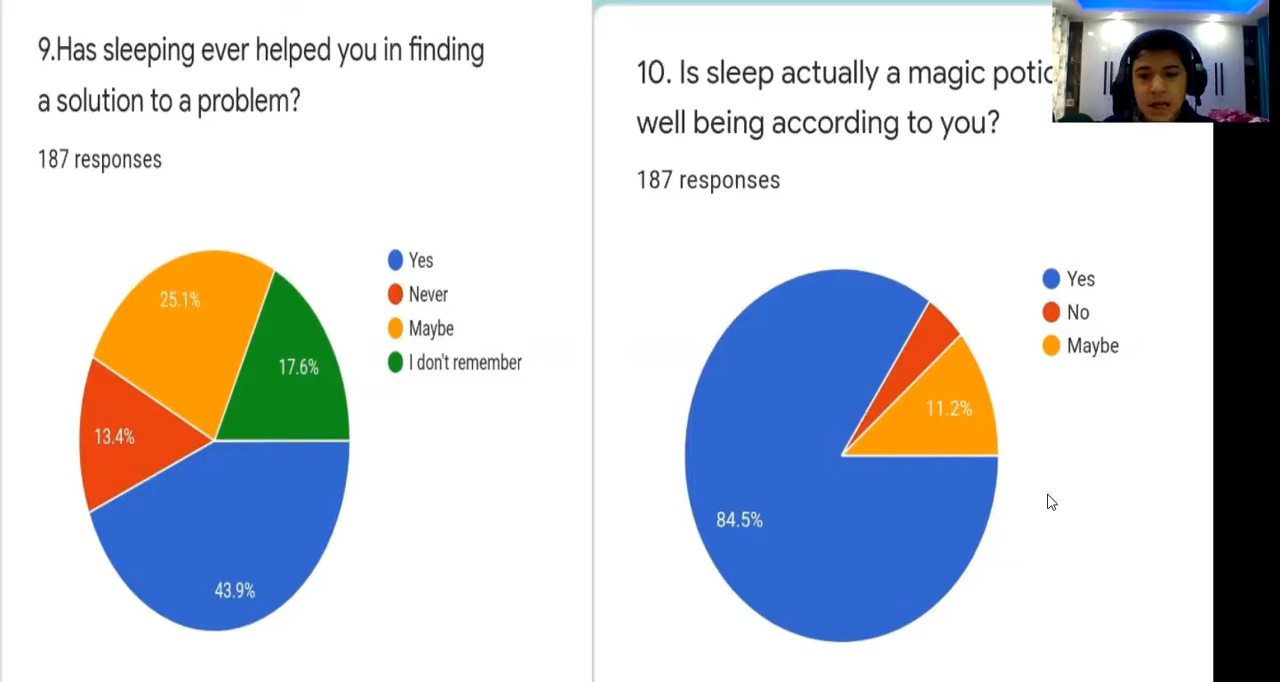 9.Has sleeping ever helped you in finding
a solution to a problem?
187 responses
Yes
Never
Maybe
I don't remember
25.1%
17.6%
13.4%
43.9%
10. Is sleep actually a magic
well being according to you?
187 responses
Yes
No
Maybe
11.2%
84.5%